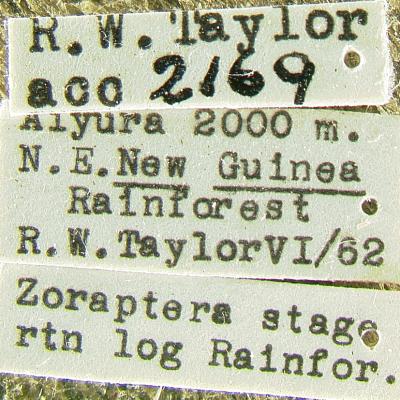 R.W.Taylor
acc 2169
Aiyura 2000 m.
N.E.New Guinea
Rainforest
R.W.TaylorVI/62
Zoraptera stage
rtn log Rainfor.